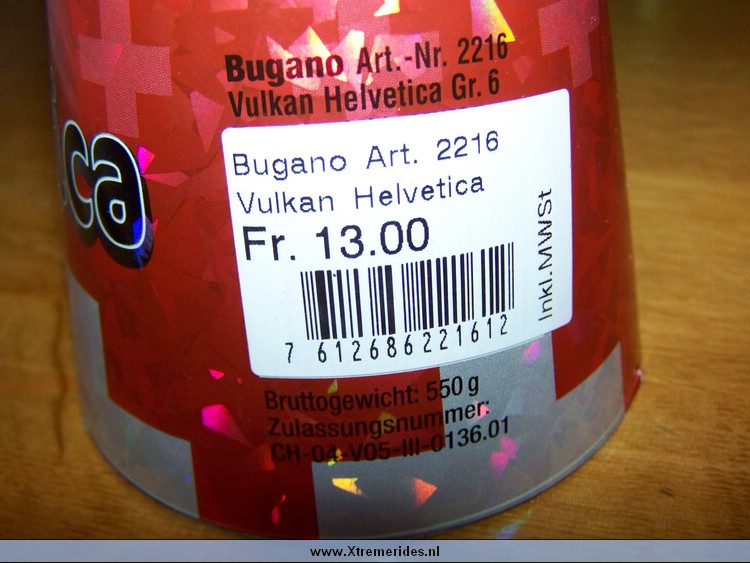 Bugano Art.-Nr. 2216
Vulkan Helvetica Gr. 6
Bugano Art. 2216
Vulkan Helvetica
Fr. 13.00
Inkl.MWSt
7 612686 221612
Bruttogewicht: 550 g
Zulassungsnummer:
CH-04-V05-III-0136.01
ca
www.Xtremerides.nl